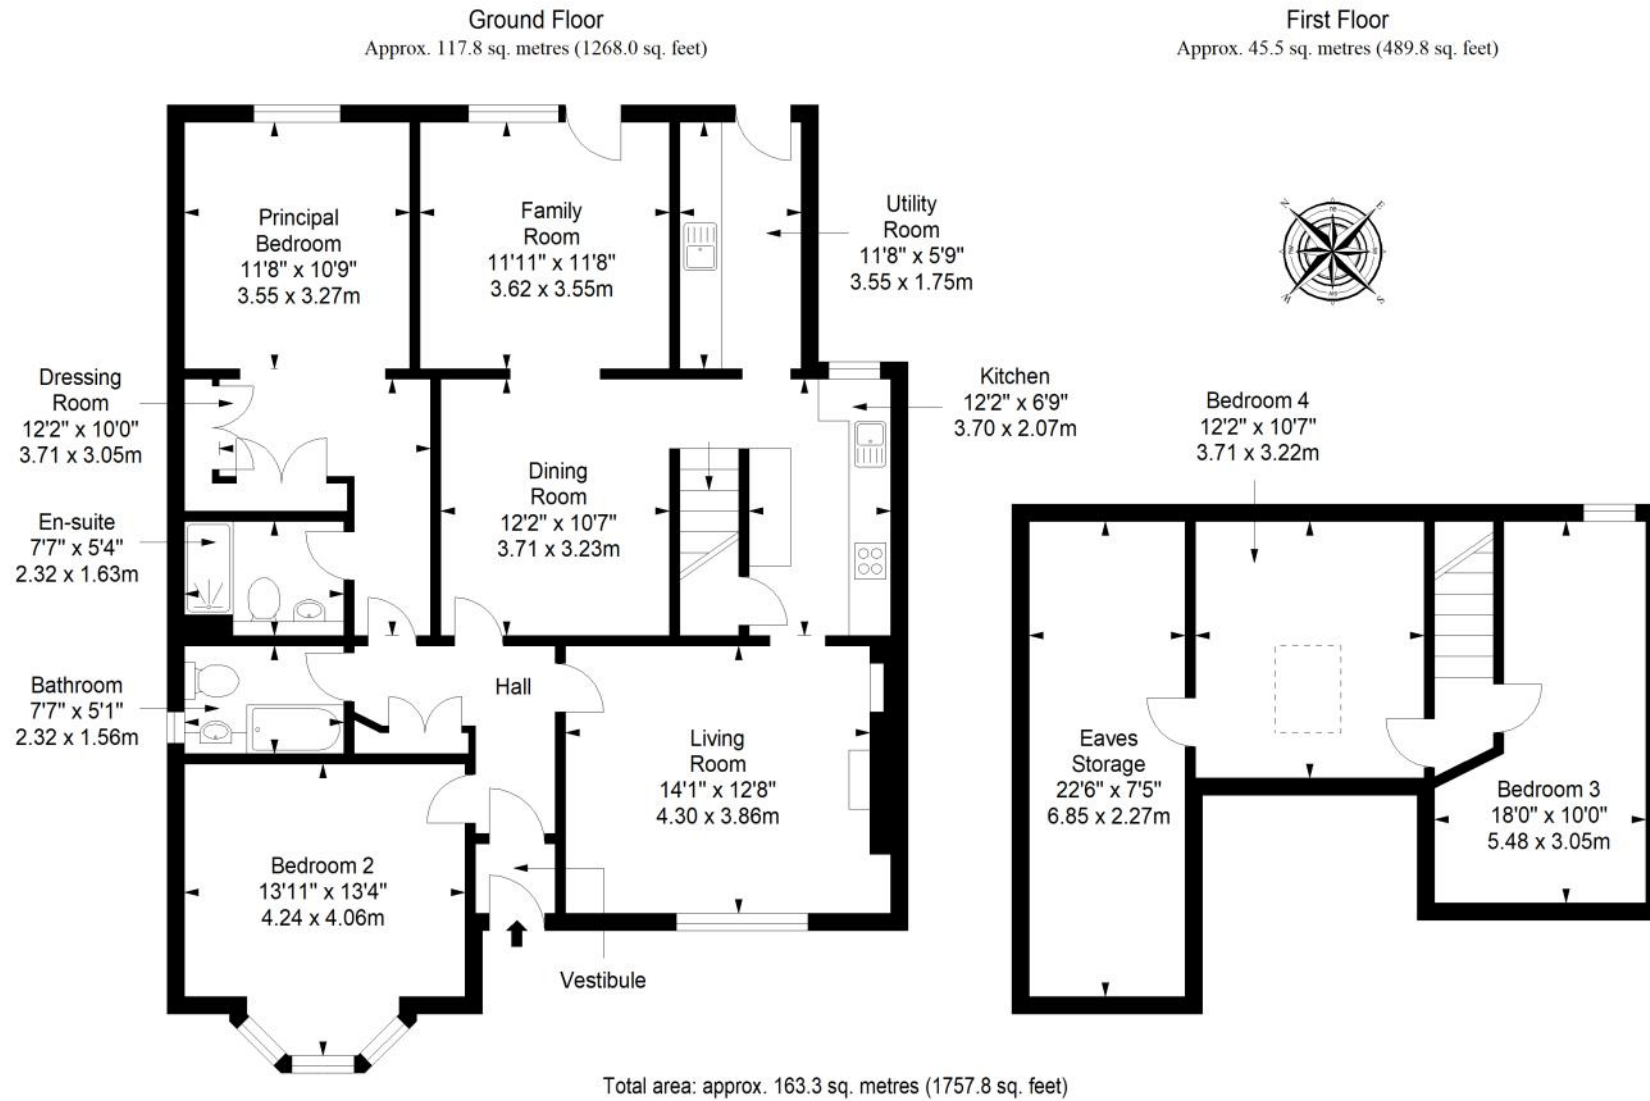 Ground Floor
Approx. 117.8 sq. metres (1268.0 sq. feet)
First Floor
Approx. 45.5 sq. metres (489.8 sq. feet)
Principal
Bedroom
11'8" x 10'9"
3.55 x 3.27m
Family
Room
11'11" x 11'8"
3.62 x 3.55m
Utility
Room
11'8" x 5'9"
3.55 x 1.75m
N
E
W
S
Dressing
Room
12'2" x 10'0"
3.71 x 3.05m
Kitchen
12'2" x 6'9"
3.70 x 2.07m
Bedroom 4
12'2" x 10'7"
3.71 x 3.22m
Dining
Room
12'2" x 10'7"
3.71 x 3.23m
En-suite
7'7" x 5'4"
2.32 x 1.63m
Bathroom
7'7" x 5'1"
2.32 x 1.56m
Hall
Living
Room
14'1" x 12'8"
4.30 x 3.86m
Eaves
Storage
22'6" x 7'5"
6.85 x 2.27m
Bedroom 3
18'0" x 10'0"
5.48 x 3.05m
Bedroom 2
13'11" x 13'4"
4.24 x 4.06m
Vestibule
Total area: approx. 163.3 sq. metres (1757.8 sq. feet)